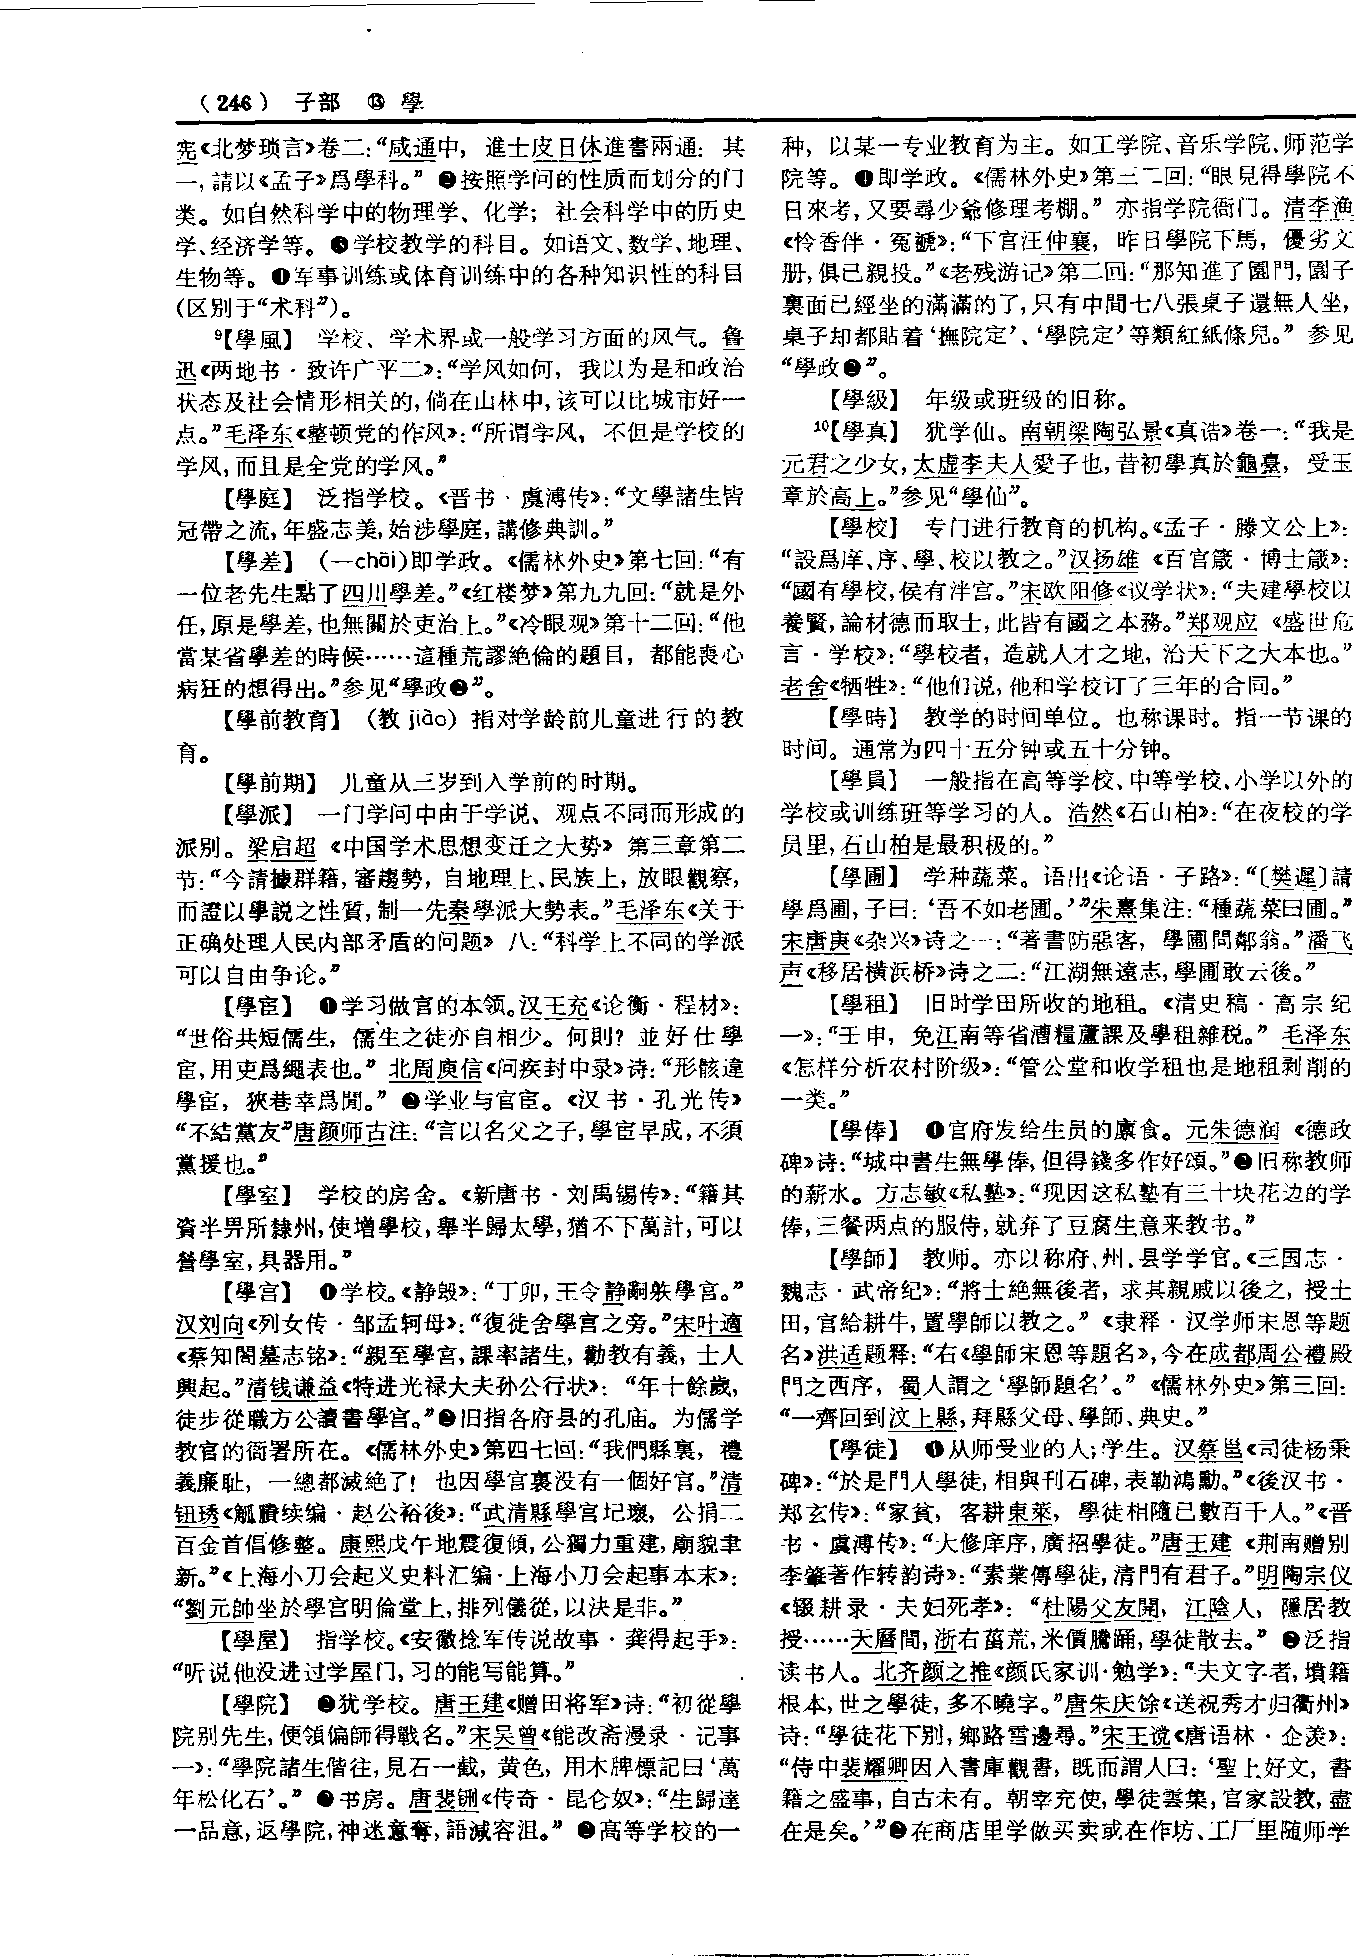 （246） 子部 ⑬ 學
宪《北梦琐言》卷二：“咸通中，進士皮日休進書兩通：其
一，請以《孟子》爲學科。” ❷按照学问的性质而划分的门
类。如自然科学中的物理学、化学；社会科学中的历史
学、经济学等。❸学校教学的科目。如语文、数学、地理、
生物等。❹军事训练或体育训练中的各种知识性的科目
(区别于“术科”)。
⁹【學風】 学校、学术界或一般学习方面的风气。鲁
迅《两地书·致许广平二》：“学风如何，我以为是和政治
状态及社会情形相关的，倘在山林中，该可以比城市好一
点。”毛泽东《整顿党的作风》：“所谓学风，不但是学校的
学风，而且是全党的学风。”
【學庭】 泛指学校。《晋书·虞溥传》：“文學諸生皆
冠帶之流，年盛志美，始涉學庭，講修典訓。”
【學差】 (—chāi)即学政。《儒林外史》第七回：“有
一位老先生點了四川學差。”《红楼梦》第九九回：“就是外
任，原是學差，也無關於吏治上。”《冷眼观》第十二回：“他
當某省學差的時候……這種荒謬絶倫的題目，都能喪心
病狂的想得出。”参见“學政❷”。
【學前教育】 (教 jiào) 指对学龄前儿童进行的教
育。
【學前期】 儿童从三岁到入学前的时期。
【學派】 一门学问中由于学说、观点不同而形成的
派别。梁启超《中国学术思想变迁之大势》第三章第二
节：“今請據群籍，審趨勢，自地理上、民族上，放眼觀察，
而證以學説之性質，制一先秦學派大勢表。”毛泽东《关于
正确处理人民内部矛盾的问题》八：“科学上不同的学派
可以自由争论。”
【學宦】 ❶学习做官的本领。汉王充《论衡·程材》：
“世俗共短儒生，儒生之徒亦自相少。何則？並好仕學
宦，用吏爲繩表也。” 北周庾信《问疾封中录》诗：“形骸違
學宦，狹巷幸爲閒。” ❷学业与官宦。《汉书·孔光传》
“不結黨友”唐颜师古注：“言以名父之子，學宦早成，不須
黨援也。”
【學室】 学校的房舍。《新唐书·刘禹锡传》：“籍其
資半畀所隸州，使增學校，舉半歸太學，猶不下萬計，可以
營學室，具器用。”
【學宫】 ❶学校。《静毁》：“丁卯，王令静嗣躲學宫。”
汉刘向《列女传·邹孟轲母》：“復徙舍學宫之旁。”宋叶適
《蔡知閤墓志铭》：“親至學宫，課率諸生，勸教有義，士人
興起。”清钱谦益《特进光禄大夫孙公行状》：“年十餘歲，
徒步從職方公讀書學宫。”❷旧指各府县的孔庙。为儒学
教官的衙署所在。《儒林外史》第四七回：“我們縣裏，禮
義廉耻，一總都滅絶了！也因學宫裏没有一個好官。”清
钮琇《觚賸续编·赵公裕後》：“武清縣學宫圮壞，公捐二
百金首倡修整。康熙戊午地震復傾，公獨力重建，廟貌聿
新。”《上海小刀会起义史料汇编·上海小刀会起事本末》：
“劉元帥坐於學宫明倫堂上，排列儀從，以決是非。”
【學屋】 指学校。《安徽捻军传说故事·龚得起手》：
“听说他没进过学屋门，习的能写能算。”
【學院】 ❶犹学校。唐王建《赠田将军》诗：“初從學
院别先生，便領偏師得戰名。”宋吴曾《能改斋漫录·记事
一》：“學院諸生偕往，見石一截，黄色，用木牌標記曰‘萬
年松化石’。” ❷书房。唐裴铏《传奇·昆仑奴》：“生歸達
一品意，返學院，神迷意奪，語減容沮。” ❸高等学校的一
种，以某一专业教育为主。如工学院、音乐学院、师范学
院等。❹即学政。《儒林外史》第三二回：“眼見得學院不
日來考，又要尋少爺修理考棚。” 亦指学院衙门。清李渔
《怜香伴·冤褫》：“下官汪仲襄，昨日學院下馬，優劣文
册，俱已親投。”《老残游记》第二回：“那知進了園門，園子
裏面已經坐的滿滿的了，只有中間七八張桌子還無人坐，
桌子却都貼着‘撫院定’、‘學院定’等類紅紙條兒。” 参见
“學政❷”。
【學級】 年级或班级的旧称。
¹⁰【學真】 犹学仙。南朝梁陶弘景《真诰》卷一：“我是
元君之少女，太虚李夫人愛子也，昔初學真於龜臺，受玉
章於高上。”参见“學仙”。
【學校】 专门进行教育的机构。《孟子·滕文公上》：
“設爲庠、序、學、校以教之。”汉扬雄《百官箴·博士箴》：
“國有學校，侯有泮宫。”宋欧阳修《议学状》：“夫建學校以
養賢，論材德而取士，此皆有國之本務。”郑观应《盛世危
言·学校》：“學校者，造就人才之地，治天下之大本也。”
老舍《牺牲》：“他们说，他和学校订了三年的合同。”
【學時】 教学的时间单位。也称课时。指一节课的
时间。通常为四十五分钟或五十分钟。
【學員】 一般指在高等学校、中等学校、小学以外的
学校或训练班等学习的人。浩然《石山柏》：“在夜校的学
员里，石山柏是最积极的。”
【學圃】 学种蔬菜。语出《论语·子路》：“〔樊遲〕請
學爲圃，子曰：‘吾不如老圃。’”朱熹集注：“種蔬菜曰圃。”
宋唐庚《杂兴》诗之一：“著書防惡客，學圃問鄰翁。”潘飞
声《移居横浜桥》诗之二：“江湖無遠志，學圃敢云後。”
【學租】 旧时学田所收的地租。《清史稿·高宗纪
一》：“壬申，免江南等省漕糧蘆課及學租雜税。” 毛泽东
《怎样分析农村阶级》：“管公堂和收学租也是地租剥削的
一类。”
【學俸】 ❶官府发给生员的廪食。元朱德润《德政
碑》诗：“城中書生無學俸，但得錢多作好頌。”❷旧称教师
的薪水。方志敏《私塾》：“现因这私塾有三十块花边的学
俸，三餐两点的服侍，就弃了豆腐生意来教书。”
【學師】 教师。亦以称府、州、县学学官。《三国志·
魏志·武帝纪》：“將士絶無後者，求其親戚以後之，授土
田，官給耕牛，置學師以教之。” 《隶释·汉学师宋恩等题
名》洪适题释：“右《學師宋恩等題名》，今在成都周公禮殿
門之西序，蜀人謂之‘學師題名’。” 《儒林外史》第三回：
“一齊回到汶上縣，拜縣父母、學師、典史。”
【學徒】 ❶从师受业的人；学生。汉蔡邕《司徒杨秉
碑》：“於是門人學徒，相與刊石碑，表勒鴻勳。”《後汉书·
郑玄传》：“家貧，客耕東萊，學徒相隨已數百千人。”《晋
书·虞溥传》：“大修庠序，廣招學徒。”唐王建《荆南赠别
李肇著作转韵诗》：“素業傳學徒，清門有君子。”明陶宗仪
《辍耕录·夫妇死孝》：“杜陽父友開，江陰人，隱居教
授……天曆間，浙右菑荒，米價騰踊，學徒散去。” ❷泛指
读书人。北齐颜之推《颜氏家训·勉学》：“夫文字者，墳籍
根本，世之學徒，多不曉字。”唐朱庆馀《送祝秀才归衢州》
诗：“學徒花下别，鄉路雪邊尋。”宋王谠《唐语林·企羡》：
“侍中裴耀卿因入書庫觀書，既而謂人曰：‘聖上好文，書
籍之盛事，自古未有。朝宰充使，學徒雲集，官家設教，盡
在是矣。’”❸在商店里学做买卖或在作坊、工厂里随师学